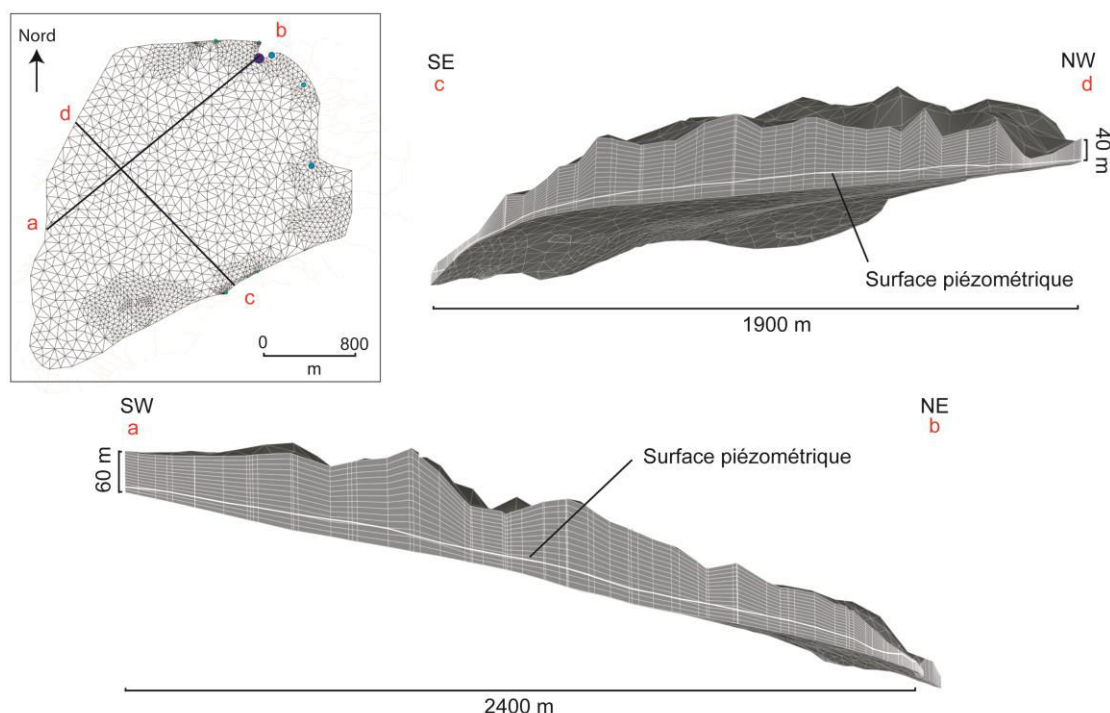 Nord
b
d
a
c
0
800
m
SE
c
NW
d
40 m
Surface piézométrique
1900 m
SW
a
NE
b
60 m
Surface piézométrique
2400 m